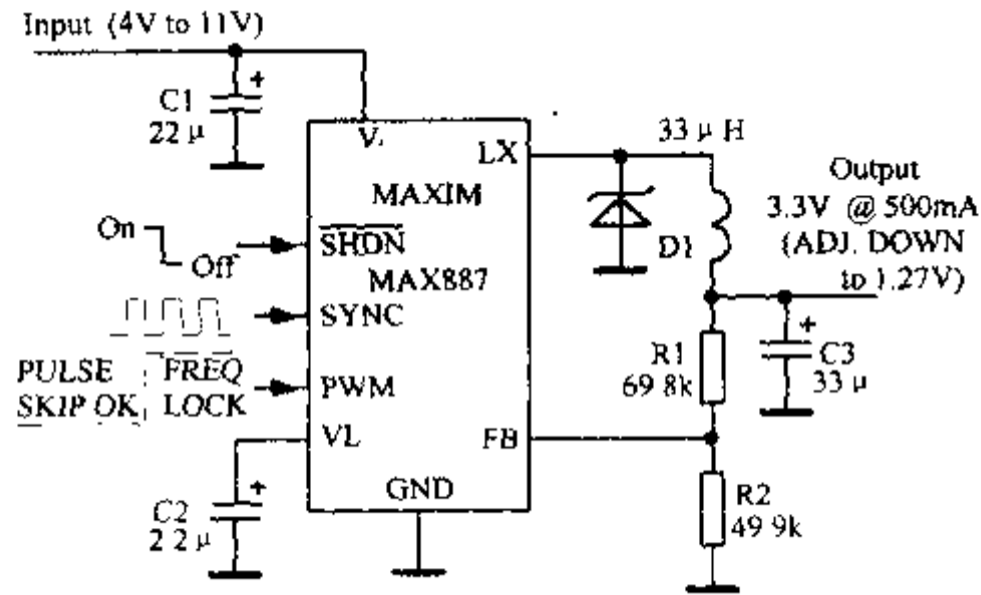 Input (4V to 11V)
C1
22 μ
V.
LX
33 μ H
MAXIM
Output
3.3V @ 500mA
(ADJ. DOWN
to 1.27V)
D1
On
Off
SHDN
MAX887
SYNC
PULSE
SKIP OK
FREQ
LOCK
PWM
R1
69 8k
C3
33 μ
VL
FB
GND
C2
2 2 μ
R2
49 9k